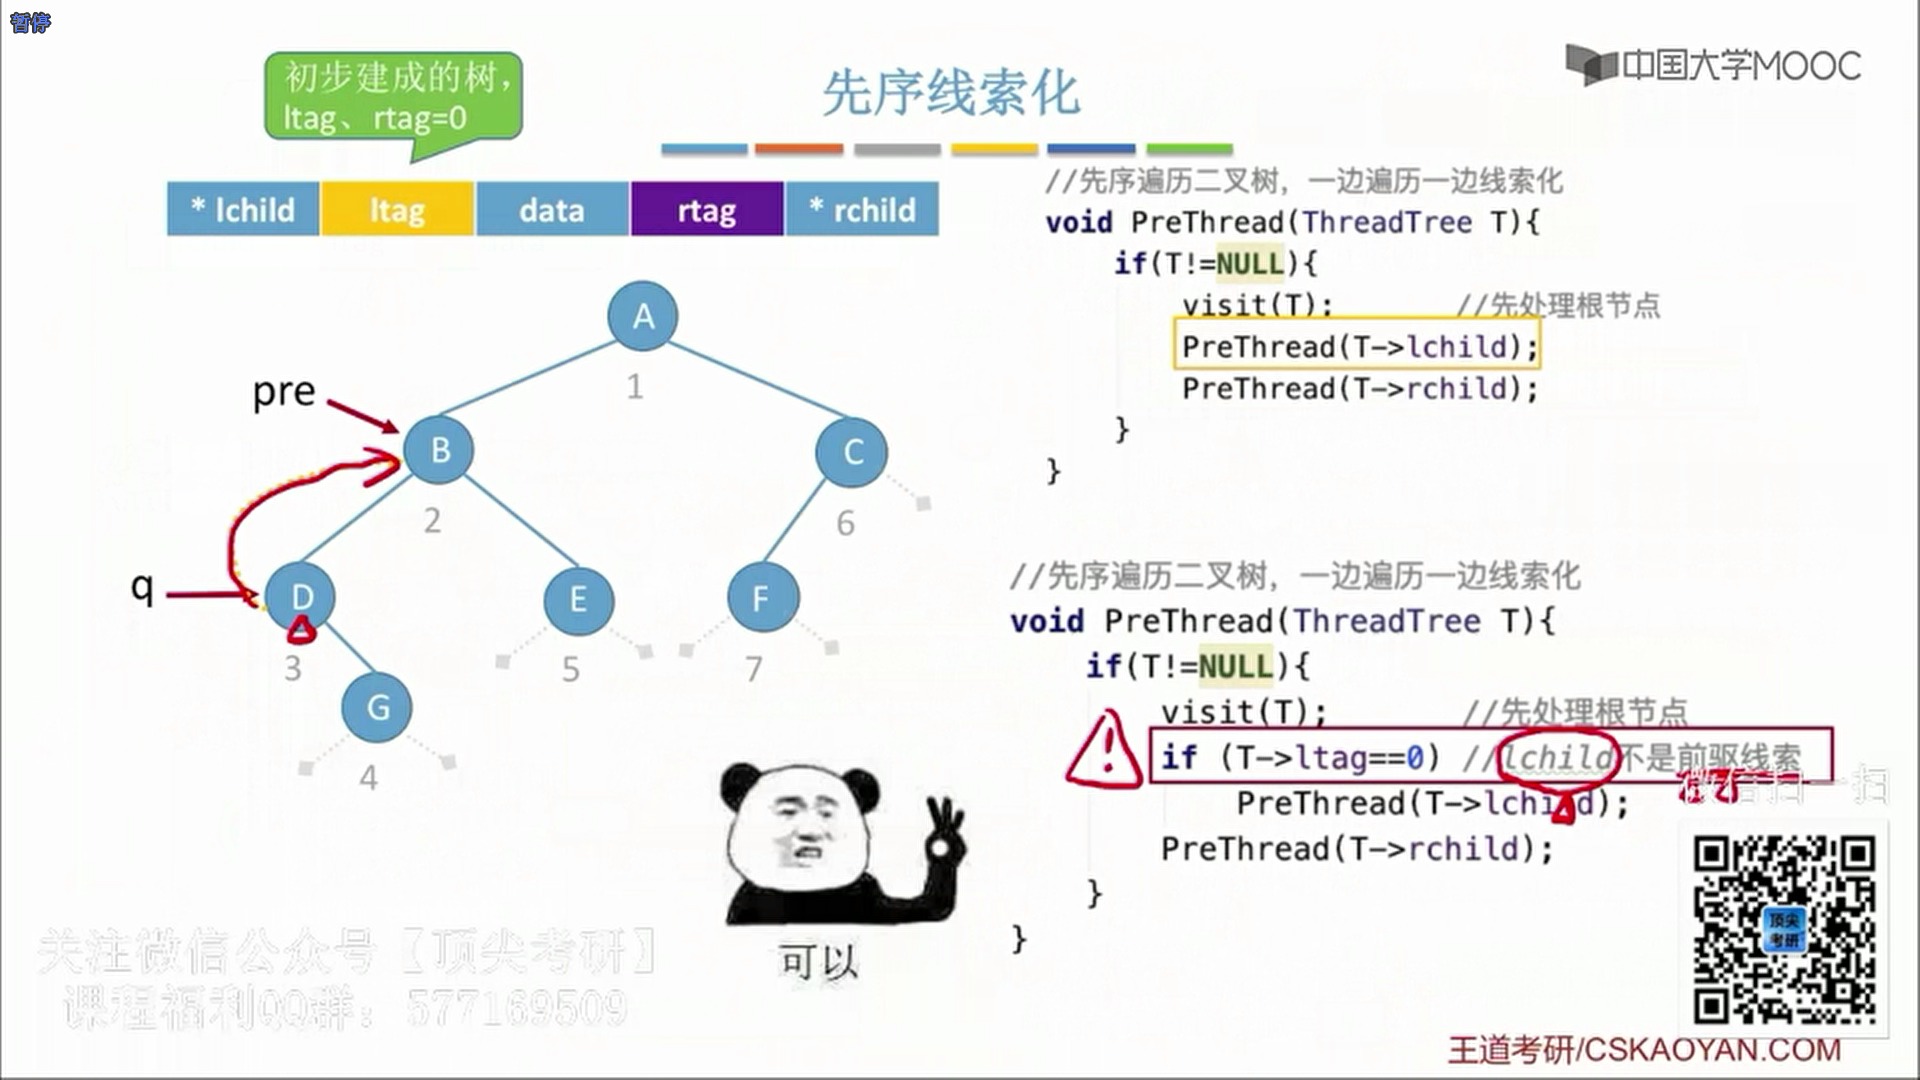 暂停
初步建成的树，
ltag、rtag=0
先序线索化
中国大学MOOC
* lchild ltag data rtag * rchild
//先序遍历二叉树，一边遍历一边线索化
void PreThread(ThreadTree T){
if(T!=NULL){
visit(T); //先处理根节点
PreThread(T->lchild);
PreThread(T->rchild);
}
}
A
1
pre
B
C
2
6
q
D
E
F
3
5
7
G
4
//先序遍历二叉树，一边遍历一边线索化
void PreThread(ThreadTree T){
if(T!=NULL){
visit(T); //先处理根节点
if (T->ltag==0) //lchild不是前驱线索
PreThread(T->lchild);
PreThread(T->rchild);
}
}
!
微信扫一扫
顶尖
考研
可以
关注微信公众号【顶尖考研】
课程福利QQ群：577169509
王道考研/CSKAOYAN.COM